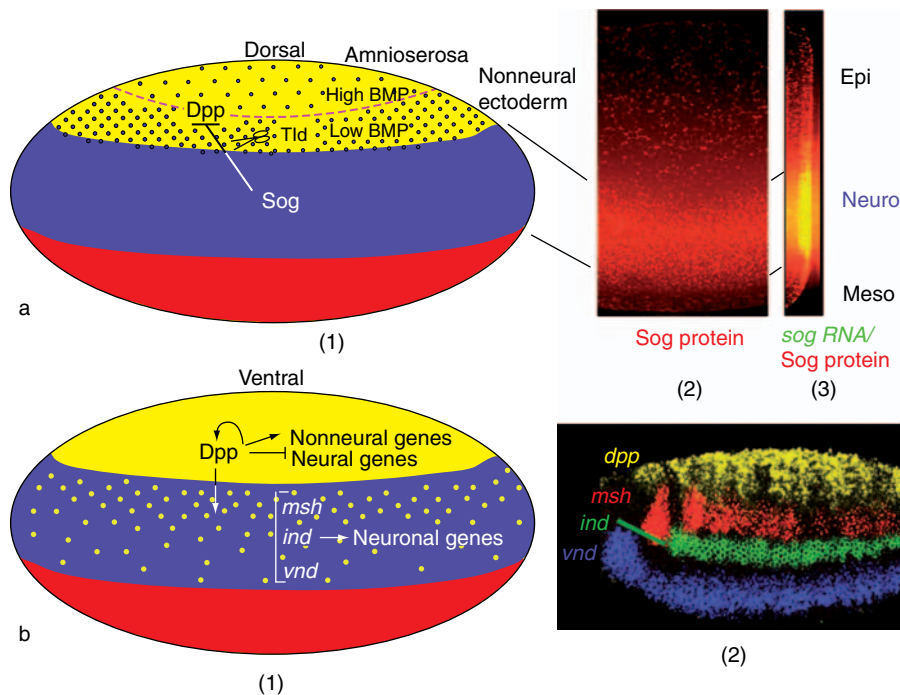 Dorsal
Amnioserosa
High BMP
Dpp
Tld
Low BMP
Sog
a
(1)
Nonneural
ectoderm
Epi
Neuro
Meso
Sog protein
(2)
sog RNA/
Sog protein
(3)
Ventral
Dpp
Nonneural genes
Neural genes
msh
ind
Neuronal genes
vnd
b
(1)
dpp
msh
ind
vnd
(2)